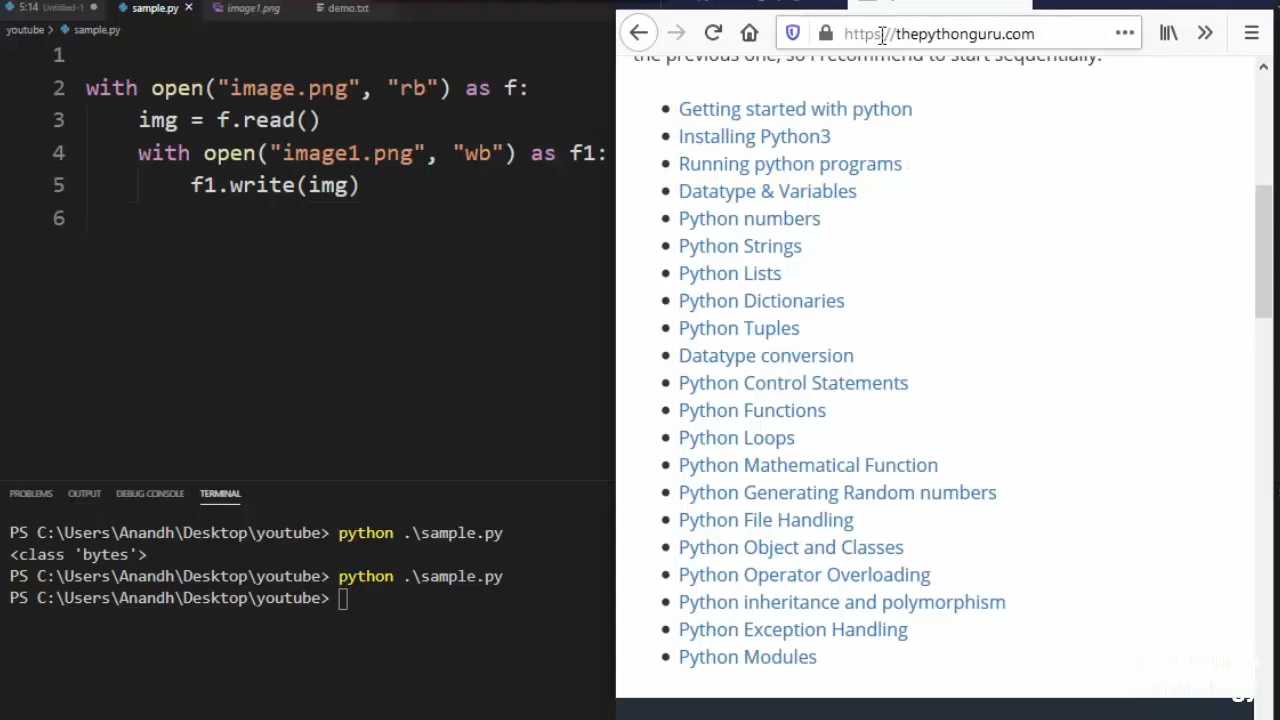 5:14 Untitled-1 sample.py × image1.png demo.txt
youtube > sample.py
1
2 with open("image.png", "rb") as f:
3 img = f.read()
4 with open("image1.png", "wb") as f1:
5 f1.write(img)
6
PROBLEMS OUTPUT DEBUG CONSOLE TERMINAL
PS C:\Users\Anandh\Desktop\youtube> python .\sample.py
<class 'bytes'>
PS C:\Users\Anandh\Desktop\youtube> python .\sample.py
PS C:\Users\Anandh\Desktop\youtube>
https://thepythonguru.com
the previous one, so I recommend to start sequentially.
Getting started with python
Installing Python3
Running python programs
Datatype & Variables
Python numbers
Python Strings
Python Lists
Python Dictionaries
Python Tuples
Datatype conversion
Python Control Statements
Python Functions
Python Loops
Python Mathematical Function
Python Generating Random numbers
Python File Handling
Python Object and Classes
Python Operator Overloading
Python inheritance and polymorphism
Python Exception Handling
Python Modules